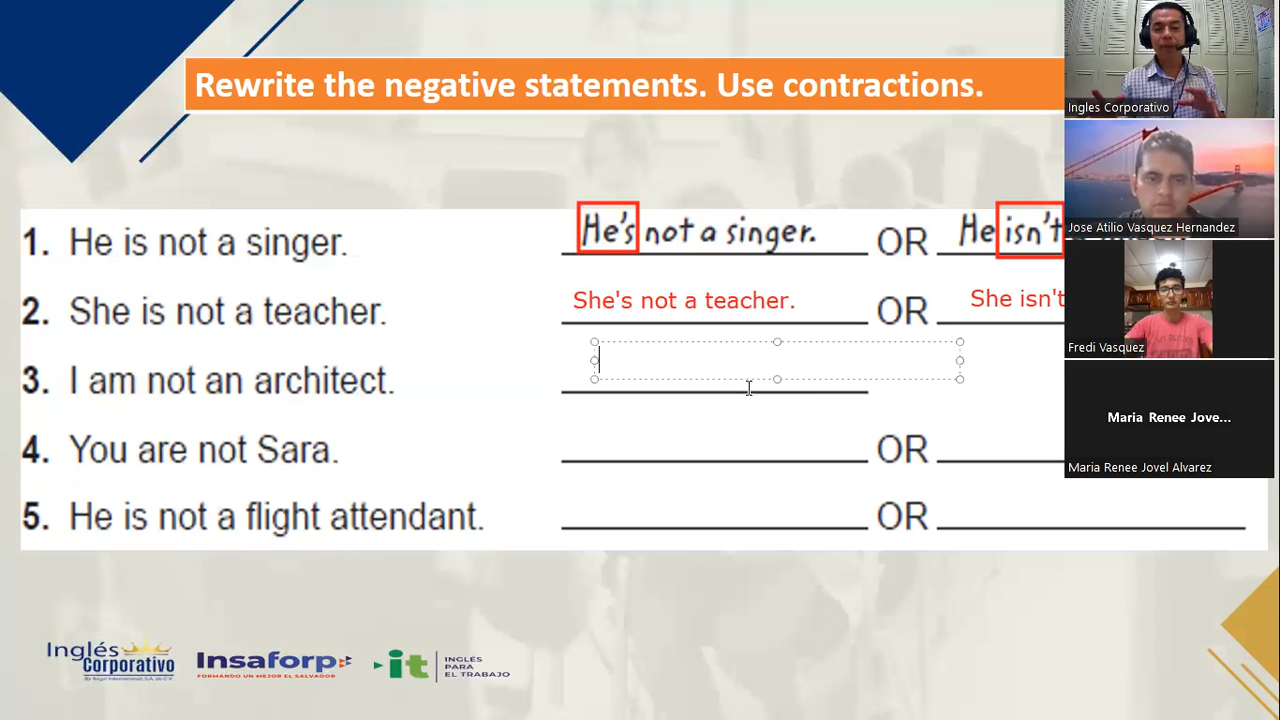 Rewrite the negative statements. Use contractions.
1. He is not a singer. He's not a singer. OR He isn't
2. She is not a teacher. She's not a teacher. OR She isn't
3. I am not an architect.
4. You are not Sara. OR
5. He is not a flight attendant. OR
Ingles Corporativo
Jose Atilio Vasquez Hernandez
Fredi Vasquez
Maria Renee Jove...
Maria Renee Jovel Alvarez
Inglés
Corporativo
Insaforp
FORMANDO UN MEJOR EL SALVADOR
it
INGLÉS
PARA
EL TRABAJO